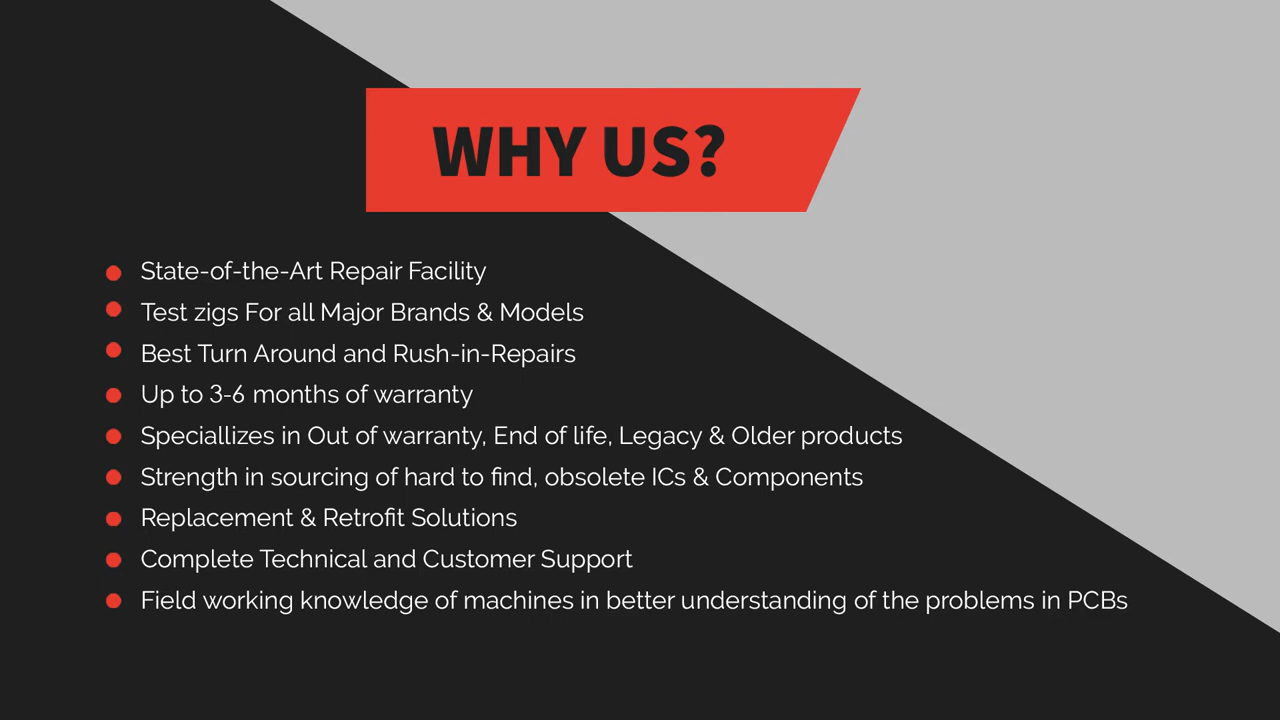 WHY US?
State-of-the-Art Repair Facility
Test zigs For all Major Brands & Models
Best Turn Around and Rush-in-Repairs
Up to 3-6 months of warranty
Speciallizes in Out of warranty, End of life, Legacy & Older products
Strength in sourcing of hard to find, obsolete ICs & Components
Replacement & Retrofit Solutions
Complete Technical and Customer Support
Field working knowledge of machines in better understanding of the problems in PCBs